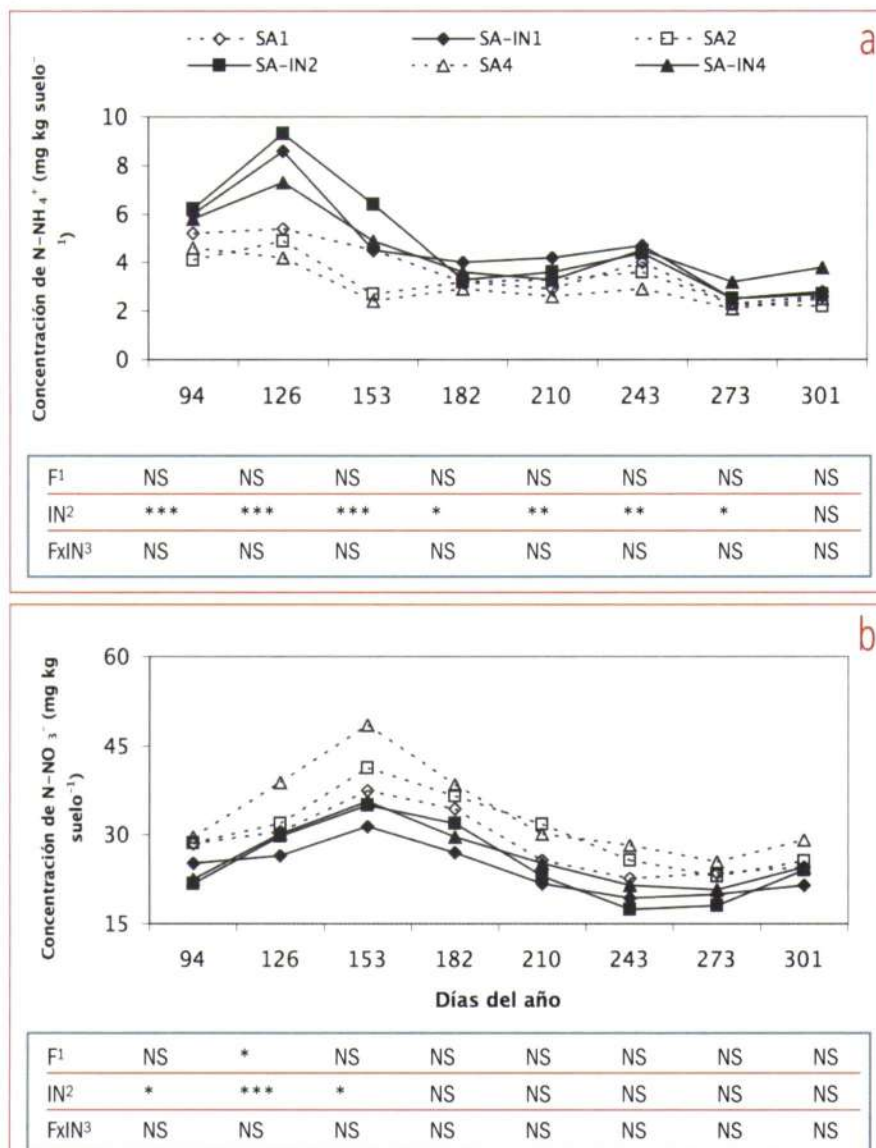 a
SA1 SA-IN1 SA2
SA-IN2 SA4 SA-IN4
Concentración de N-NH₄⁺ (mg kg suelo⁻
¹)
10
8
6
4
2
0
94 126 153 182 210 243 273 301
F¹ NS NS NS NS NS NS NS NS
IN² *** *** *** * ** ** * NS
FxIN³ NS NS NS NS NS NS NS NS
b
Concentración de N-NO₃⁻ (mg kg
suelo⁻¹)
60
45
30
15
94 126 153 182 210 243 273 301
Días del año
F¹ NS * NS NS NS NS NS NS
IN² * *** * NS NS NS NS NS
FxIN³ NS NS NS NS NS NS NS NS